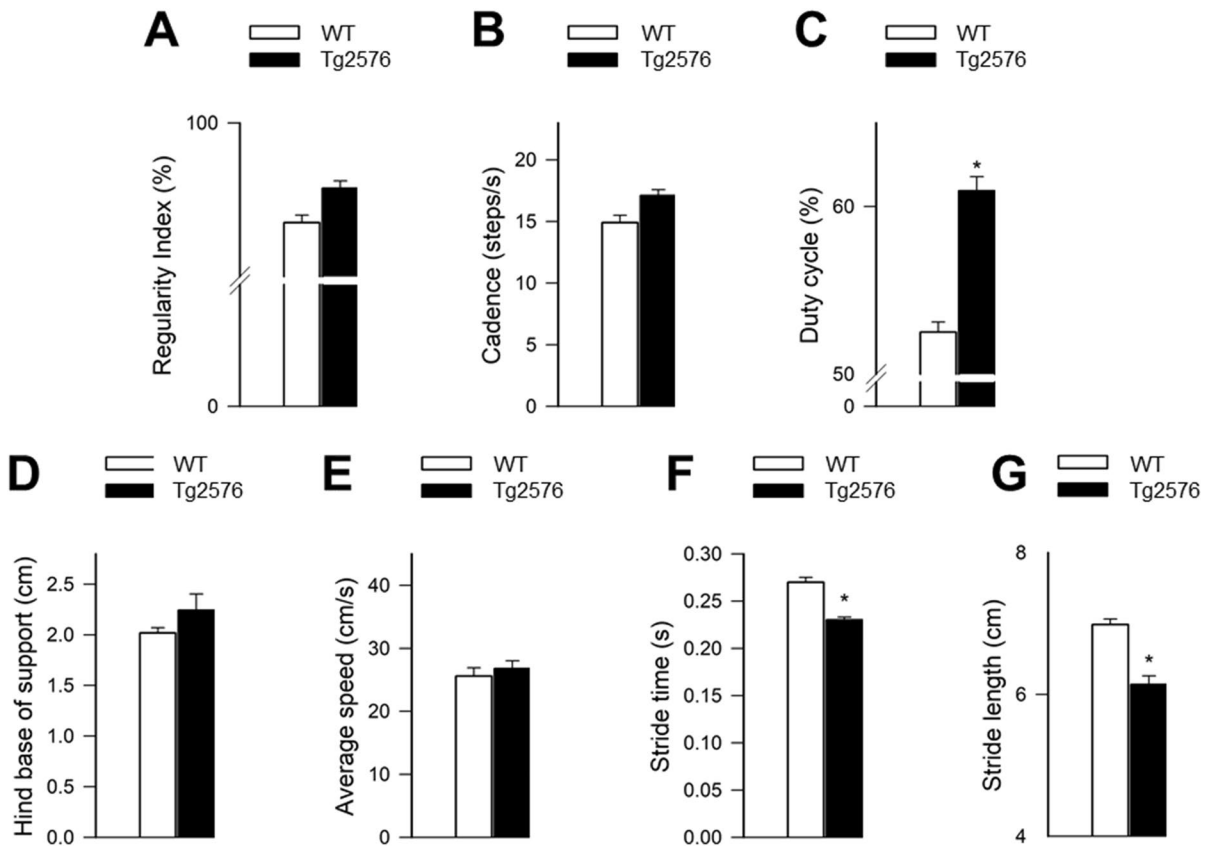 A
WT
Tg2576
Regularity Index (%)
100
0
B
WT
Tg2576
Cadence (steps/s)
20
15
10
5
0
C
WT
Tg2576
Duty cycle (%)
60
50
0
*
D
WT
Tg2576
Hind base of support (cm)
2.5
2.0
1.5
1.0
0.5
0.0
E
WT
Tg2576
Average speed (cm/s)
40
30
20
10
0
F
WT
Tg2576
Stride time (s)
0.30
0.25
0.20
0.15
0.10
0.05
0.00
*
G
WT
Tg2576
Stride length (cm)
8
6
4
*